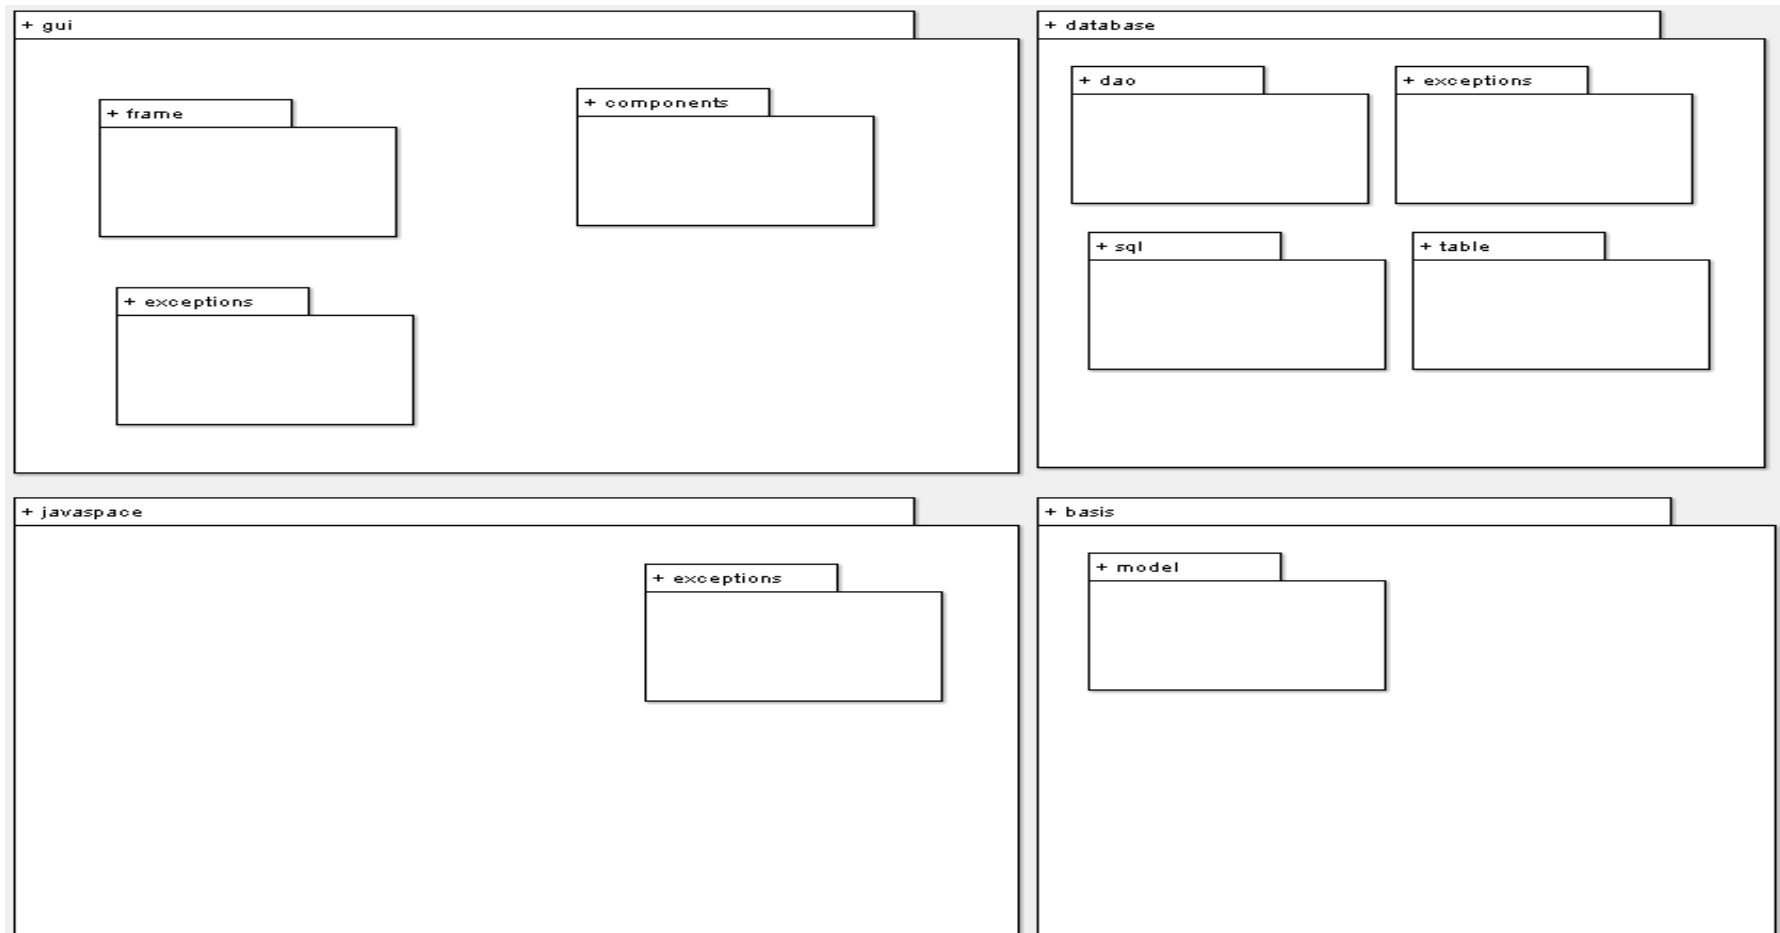 + gui
+ database
+ dao
+ exceptions
+ components
+ frame
+ sql
+ table
+ exceptions
+ javaspace
+ basis
+ model
+ exceptions